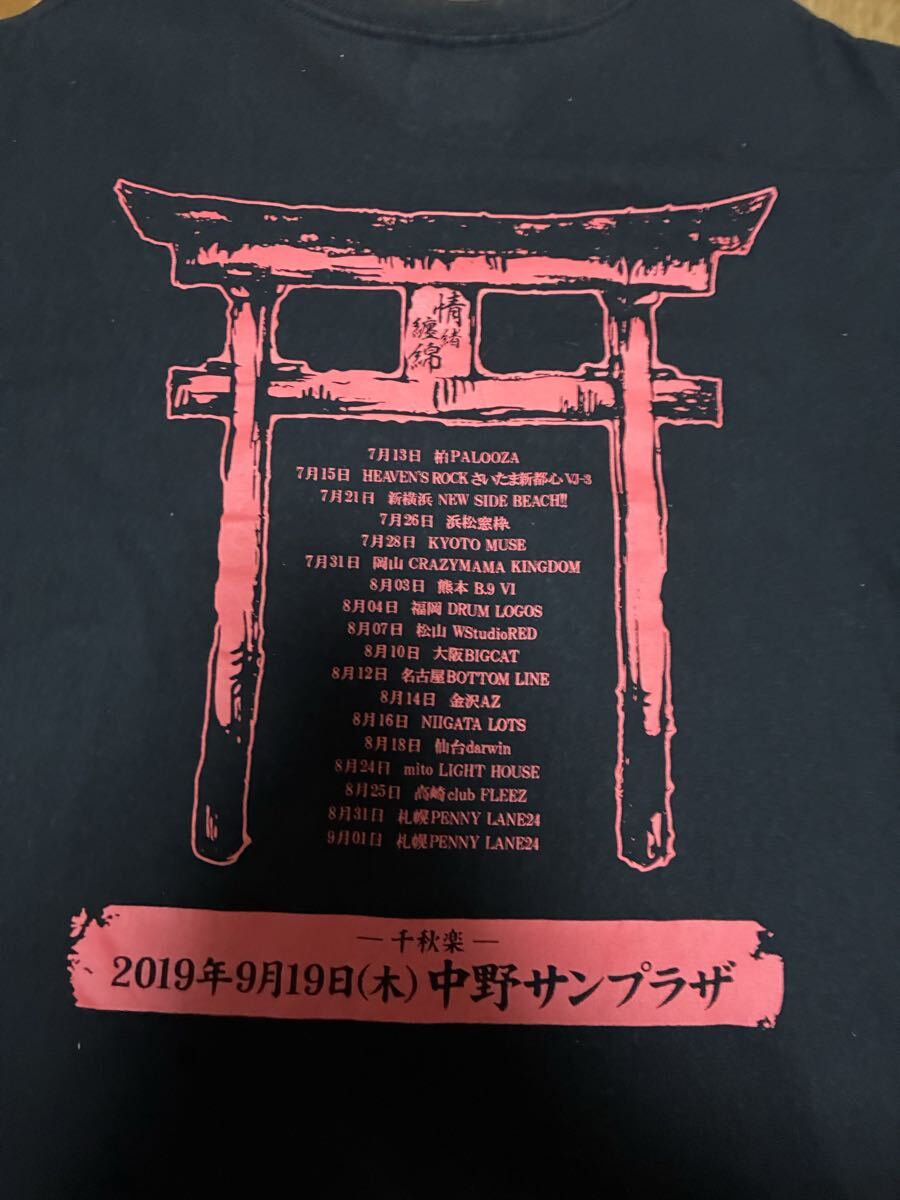 情緒
纏綿
7月13日 柏PALOOZA
7月15日 HEAVEN'S ROCK さいたま新都心 VJ-3
7月21日 新横浜 NEW SIDE BEACH!!
7月26日 浜松窓枠
7月28日 KYOTO MUSE
7月31日 岡山 CRAZYMAMA KINGDOM
8月03日 熊本 B.9 V1
8月04日 福岡 DRUM LOGOS
8月07日 松山 WStudioRED
8月10日 大阪BIGCAT
8月12日 名古屋BOTTOM LINE
8月14日 金沢AZ
8月16日 NIIGATA LOTS
8月18日 仙台darwin
8月24日 mito LIGHT HOUSE
8月25日 高崎club FLEEZ
8月31日 札幌PENNY LANE24
9月01日 札幌PENNY LANE24
― 千秋楽 ―
2019年9月19日(木) 中野サンプラザ